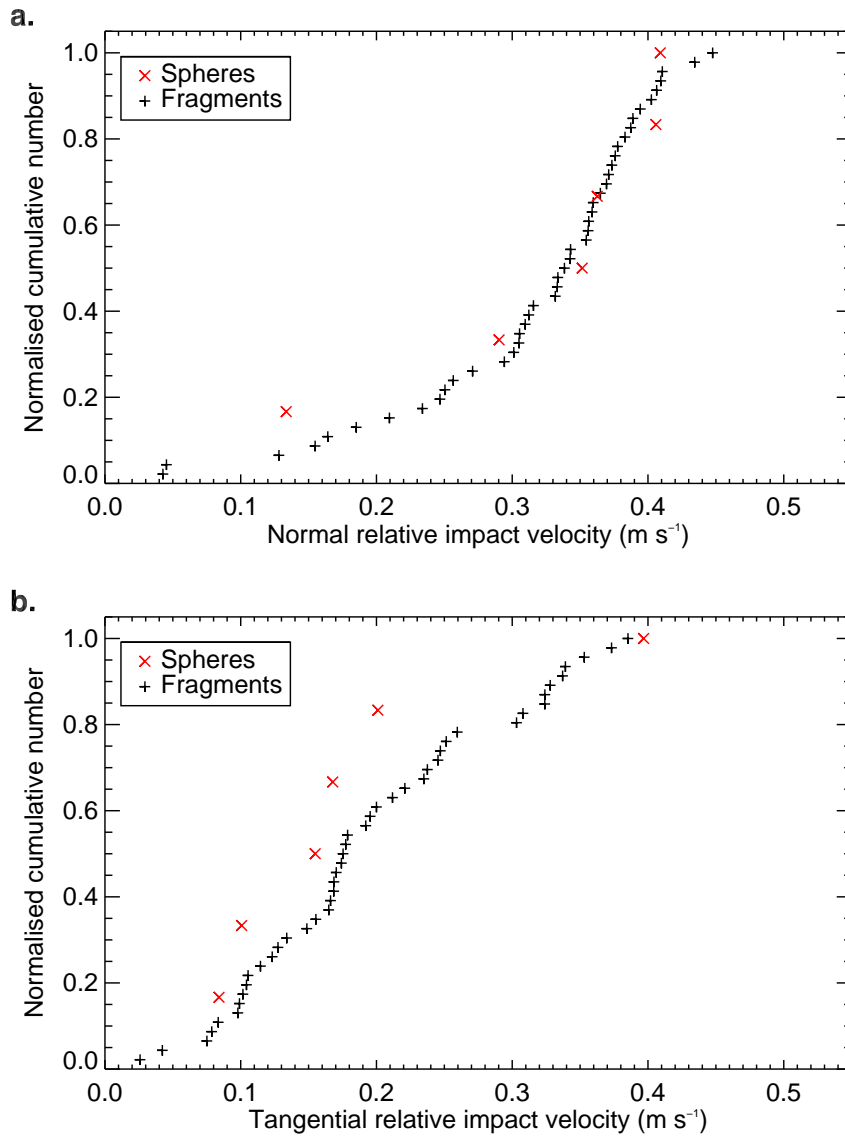 a.
1.0
0.8
0.6
0.4
0.2
0.0
Normalised cumulative number
× Spheres
+ Fragments
0.0 0.1 0.2 0.3 0.4 0.5
Normal relative impact velocity (m s⁻¹)
b.
1.0
0.8
0.6
0.4
0.2
0.0
Normalised cumulative number
× Spheres
+ Fragments
0.0 0.1 0.2 0.3 0.4 0.5
Tangential relative impact velocity (m s⁻¹)